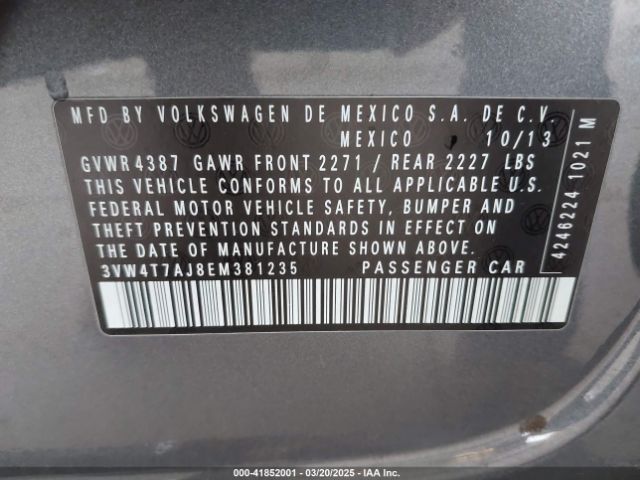 MFD BY VOLKSWAGEN DE MEXICO S.A. DE C.V
MEXICO 10/13
GVWR 4387 GAWR FRONT 2271 / REAR 2227 LBS
THIS VEHICLE CONFORMS TO ALL APPLICABLE U.S.
FEDERAL MOTOR VEHICLE SAFETY, BUMPER AND
THEFT PREVENTION STANDARDS IN EFFECT ON
THE DATE OF MANUFACTURE SHOWN ABOVE.
3VW4T7AJ8EM381235 PASSENGER CAR
4246224 1021 M
000-41852001 - 03/20/2025 - IAA Inc.